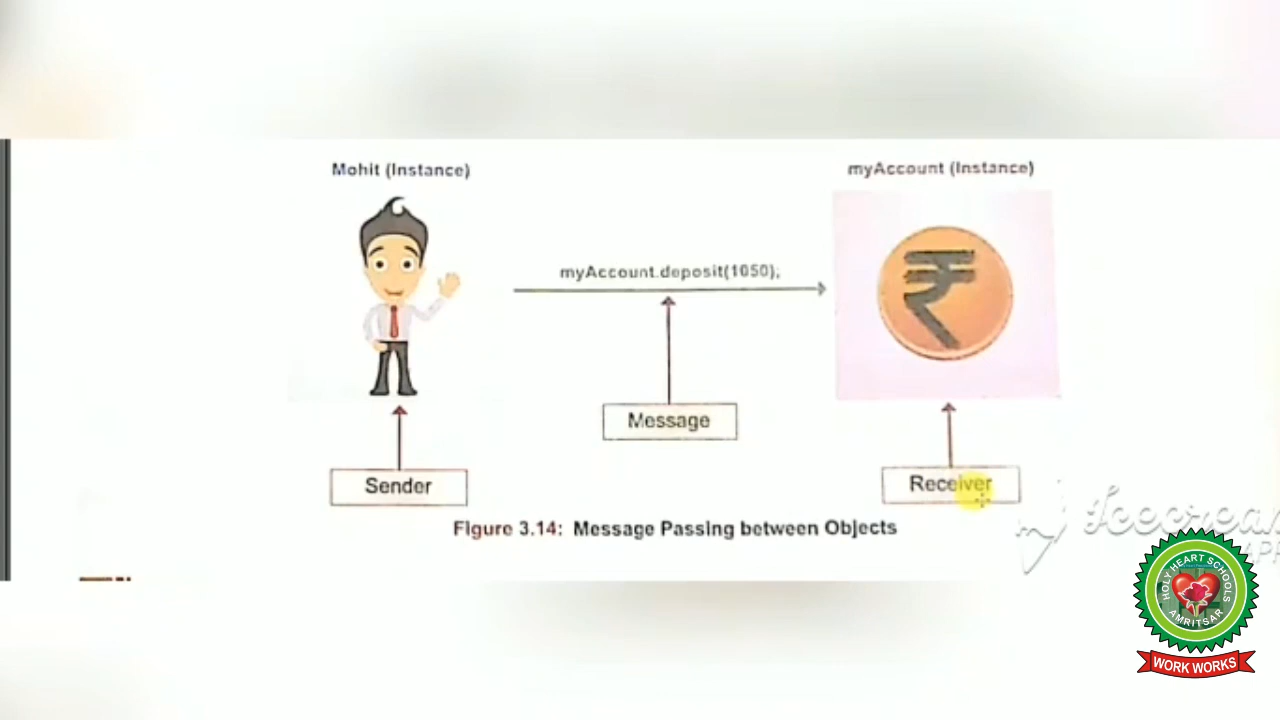 Mohit (Instance)
myAccount (Instance)
myAccount.deposit(1050);
Message
Sender
Receiver
Figure 3.14: Message Passing between Objects
Icecream
HOLY HEART SCHOOLS
AMRITSAR
WORK WORKS